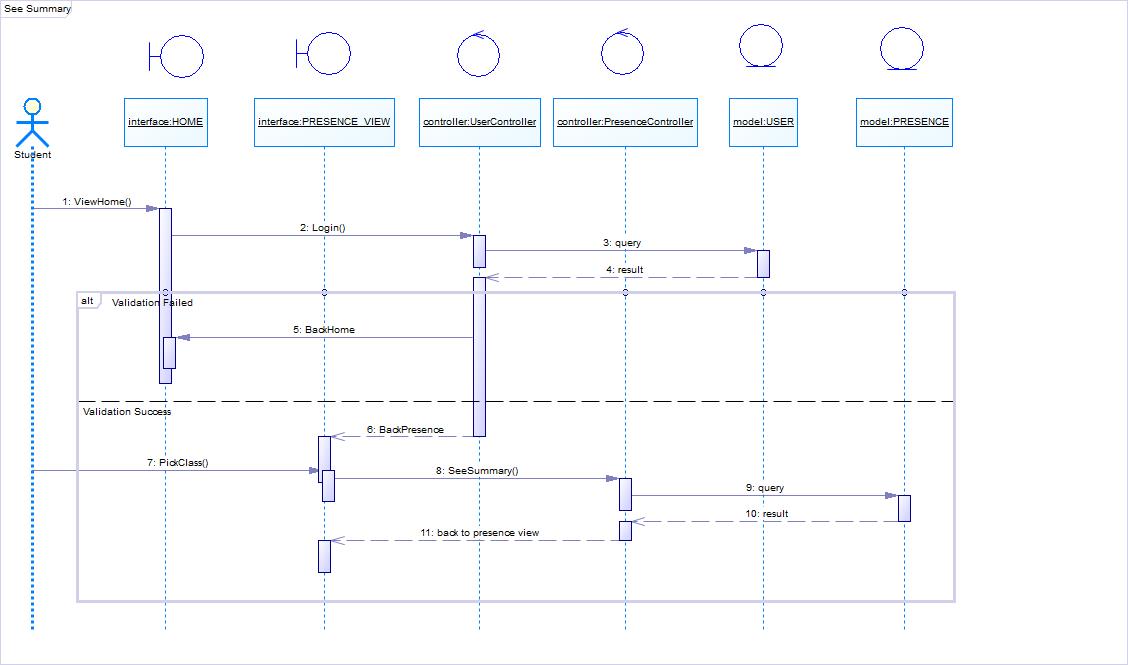 See Summary
Student
interface:HOME
interface:PRESENCE_VIEW
controller:UserController
controller:PresenceController
model:USER
model:PRESENCE
1: ViewHome()
2: Login()
3: query
4: result
alt
Validation Failed
5: BackHome
Validation Success
6: BackPresence
7: PickClass()
8: SeeSummary()
9: query
10: result
11: back to presence view